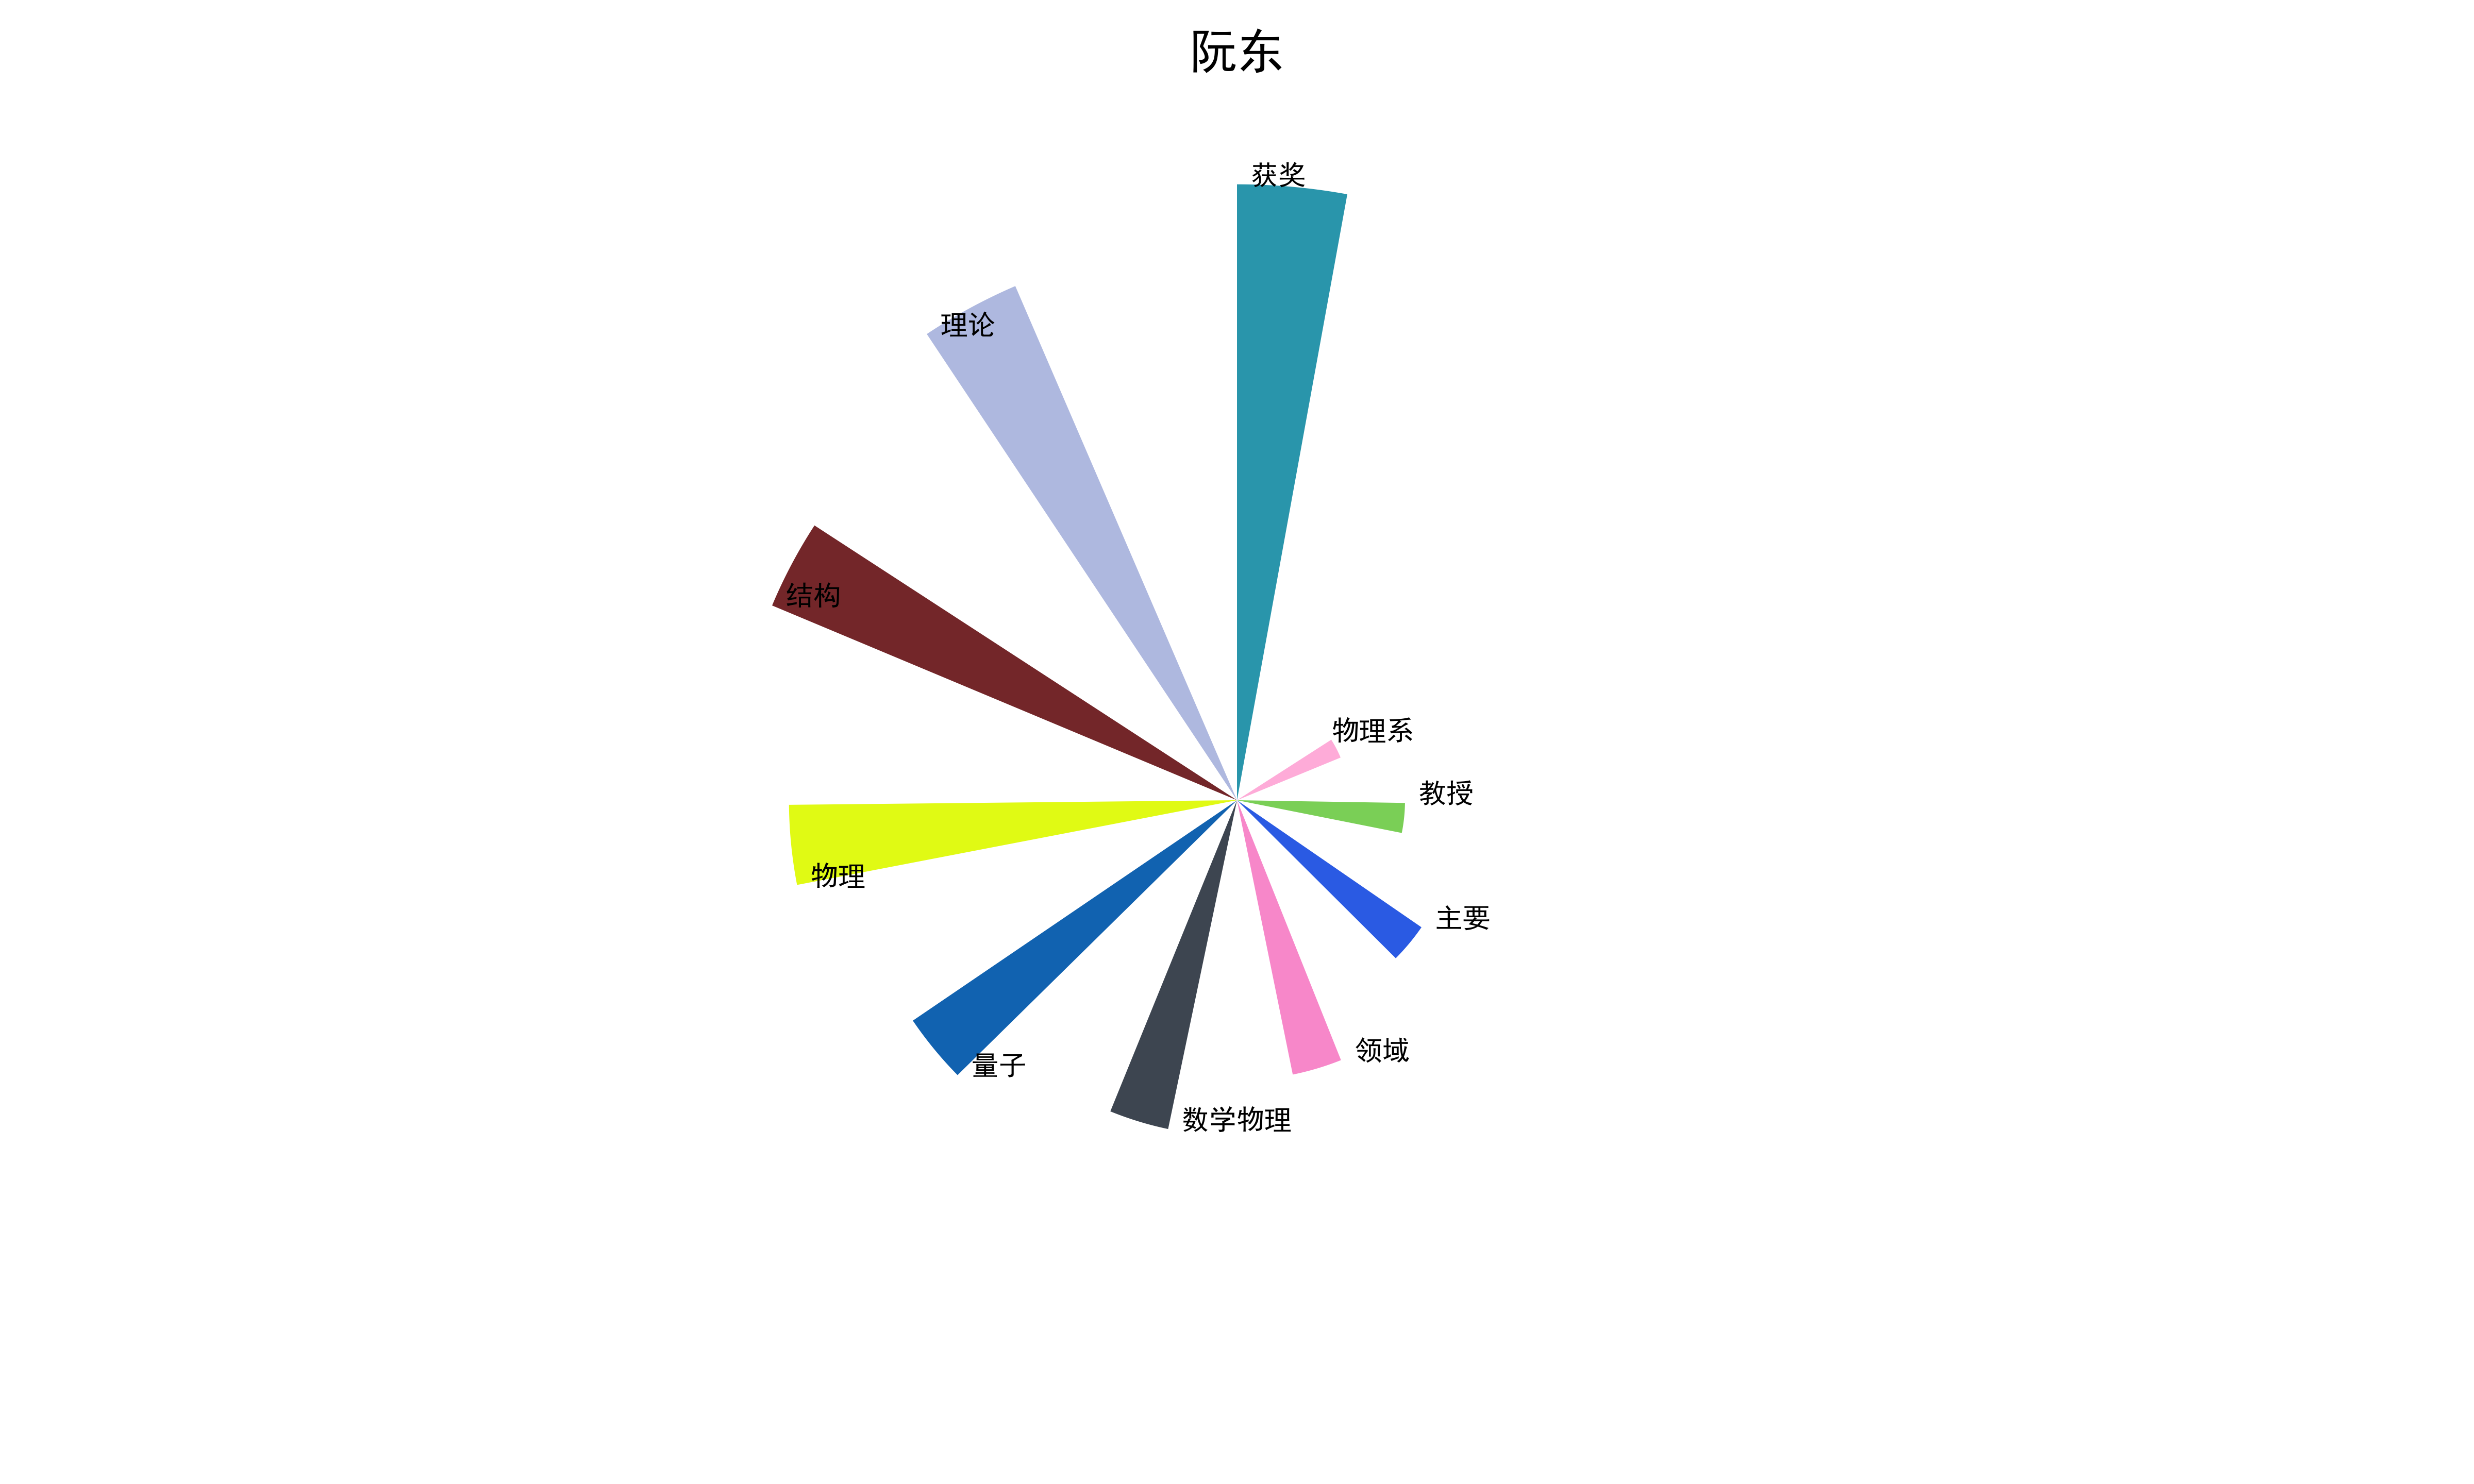 阮东
获奖
理论
结构
物理系
教授
物理
主要
领域
量子
数学物理